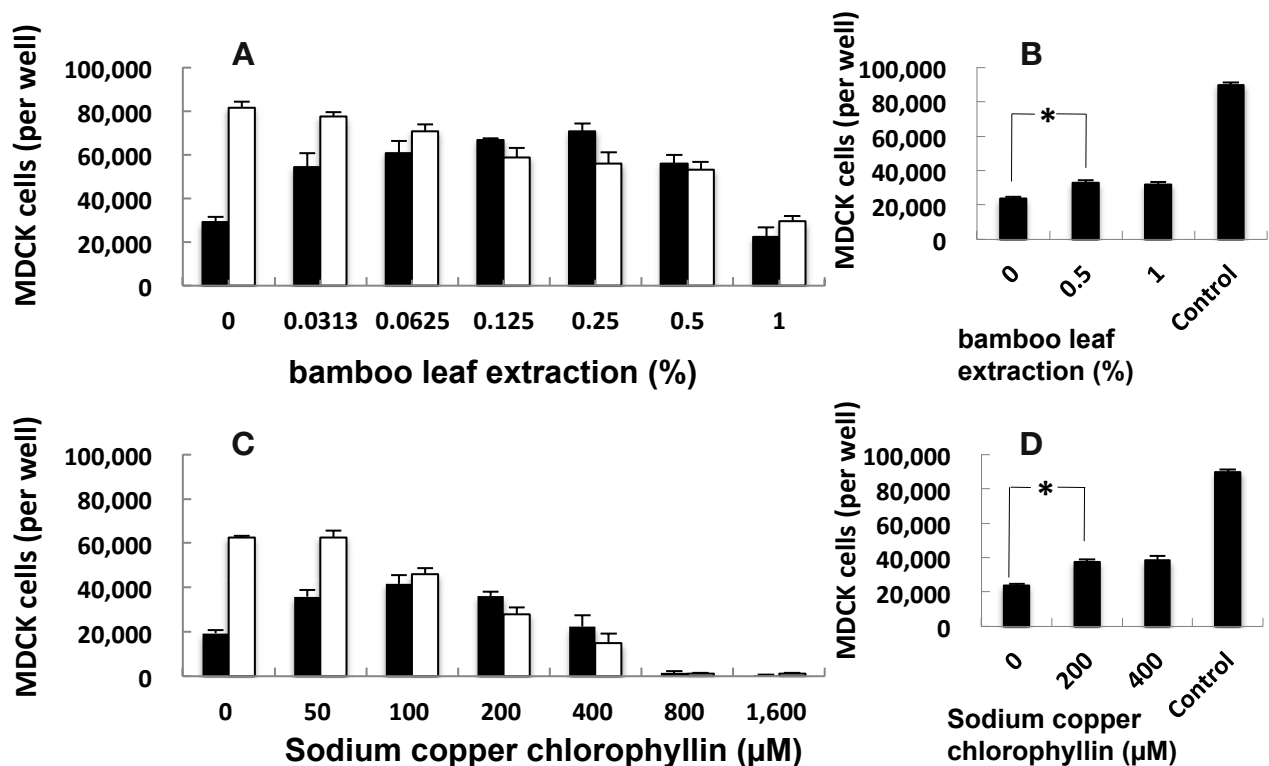 A
MDCK cells (per well)
100,000
80,000
60,000
40,000
20,000
0
0 0.0313 0.0625 0.125 0.25 0.5 1
bamboo leaf extraction (%)
B
MDCK cells (per well)
100,000
80,000
60,000
40,000
20,000
0
*
0 0.5 1 Control
bamboo leaf
extraction (%)
C
MDCK cells (per well)
100,000
80,000
60,000
40,000
20,000
0
0 50 100 200 400 800 1,600
Sodium copper chlorophyllin (µM)
D
MDCK cells (per well)
100,000
80,000
60,000
40,000
20,000
0
*
0 200 400 Control
Sodium copper
chlorophyllin (µM)